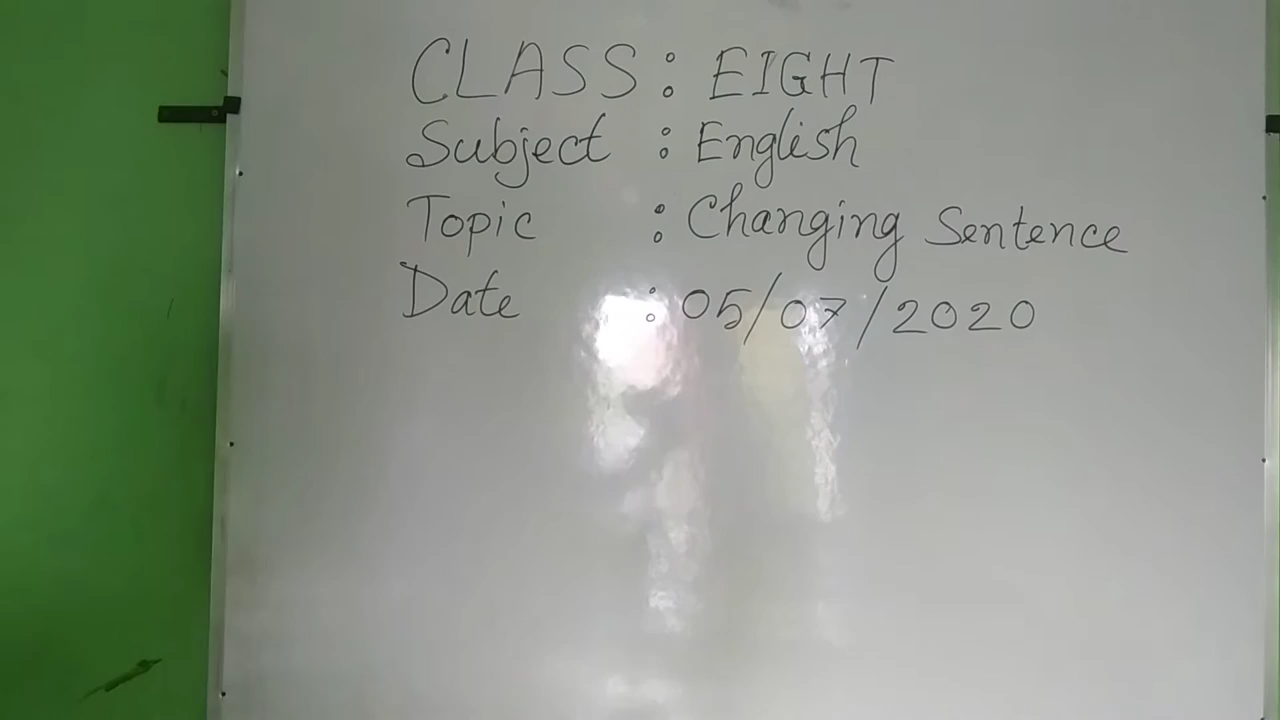 CLASS : EIGHT
Subject : English
Topic : Changing Sentence
Date : 05/07/2020